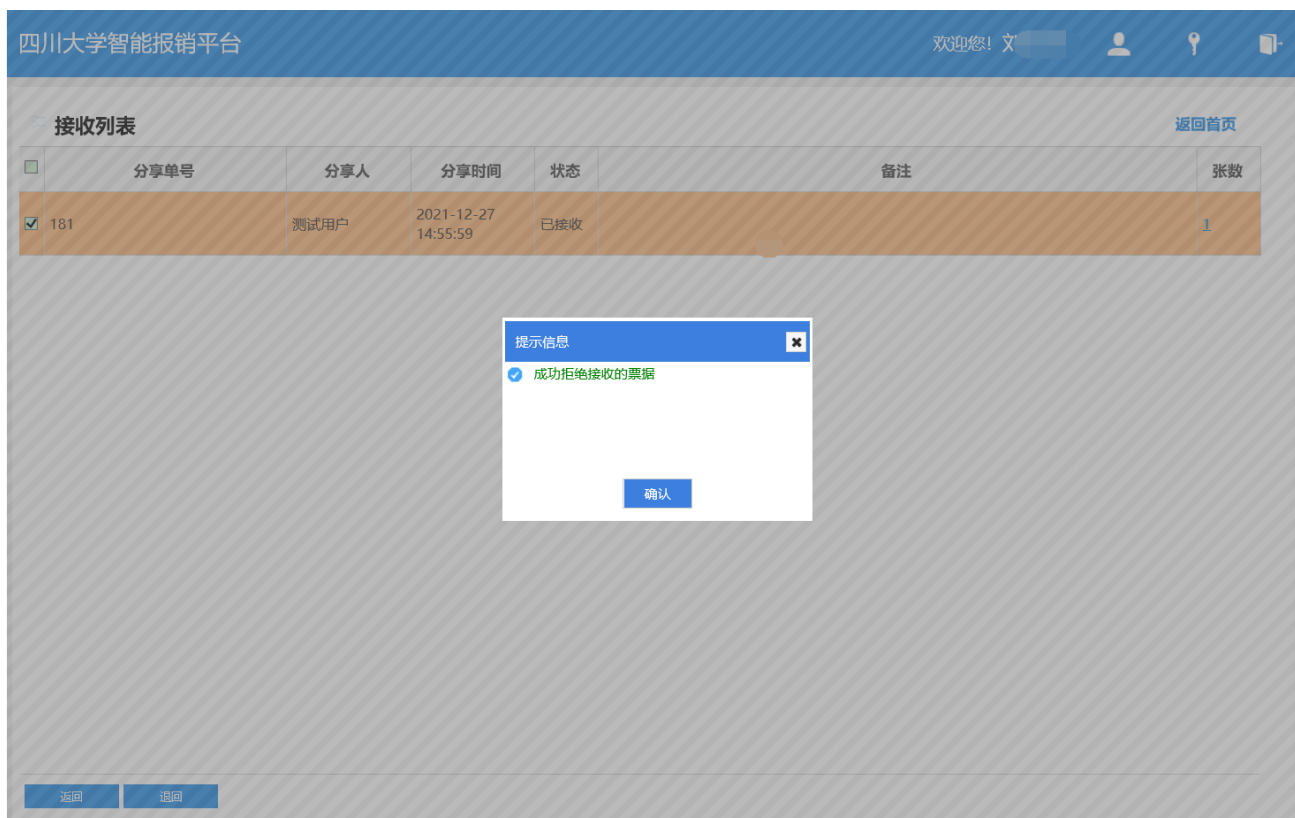 四川大学智能报销平台
欢迎您！
接收列表
返回首页
分享单号 分享人 分享时间 状态 备注 张数
181 测试用户 2021-12-27 14:55:59 已接收 1
提示信息
成功拒绝接收的票据
确认
返回 退回